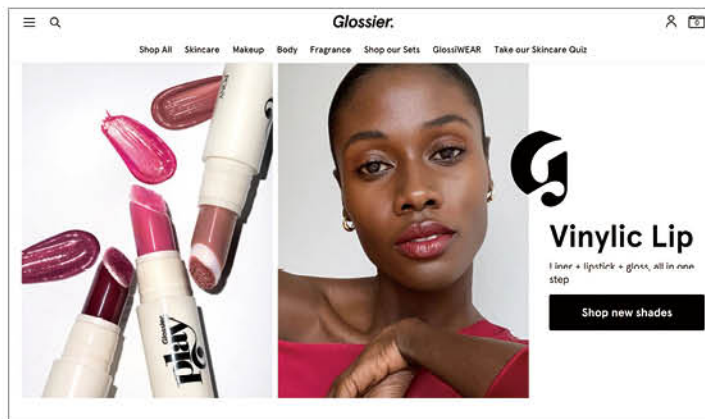 Glossier.
0
Shop All Skincare Makeup Body Fragrance Shop our Sets GlossiWEAR Take our Skincare Quiz
Glossier.
play
G
Vinylic Lip
Liner + lipstick + gloss, all in one
step
Shop new shades